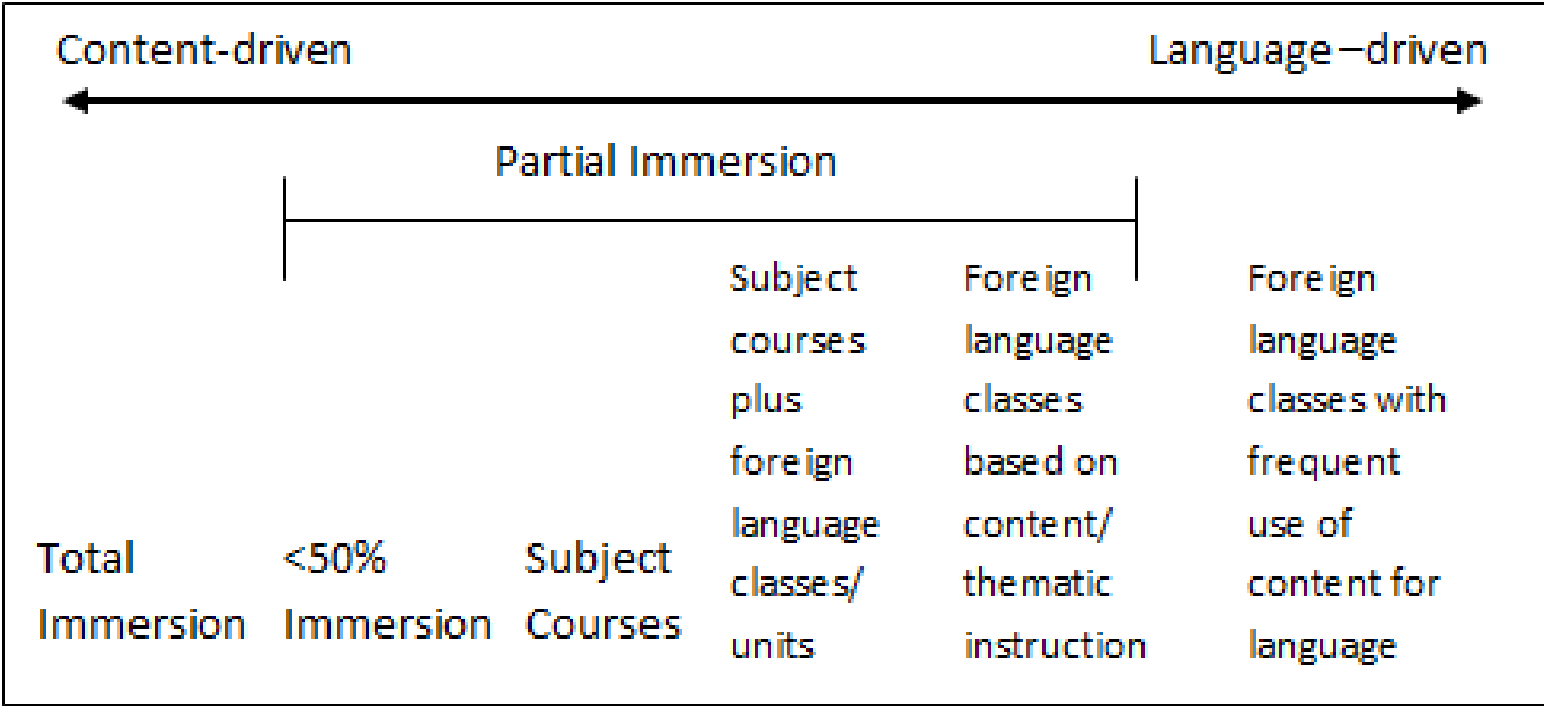 Content-driven
Language –driven
Partial Immersion
Total
Immersion
<50%
Immersion
Subject
Courses
Subject
courses
plus
foreign
language
classes/
units
Foreign
language
classes
based on
content/
thematic
instruction
Foreign
language
classes with
frequent
use of
content for
language